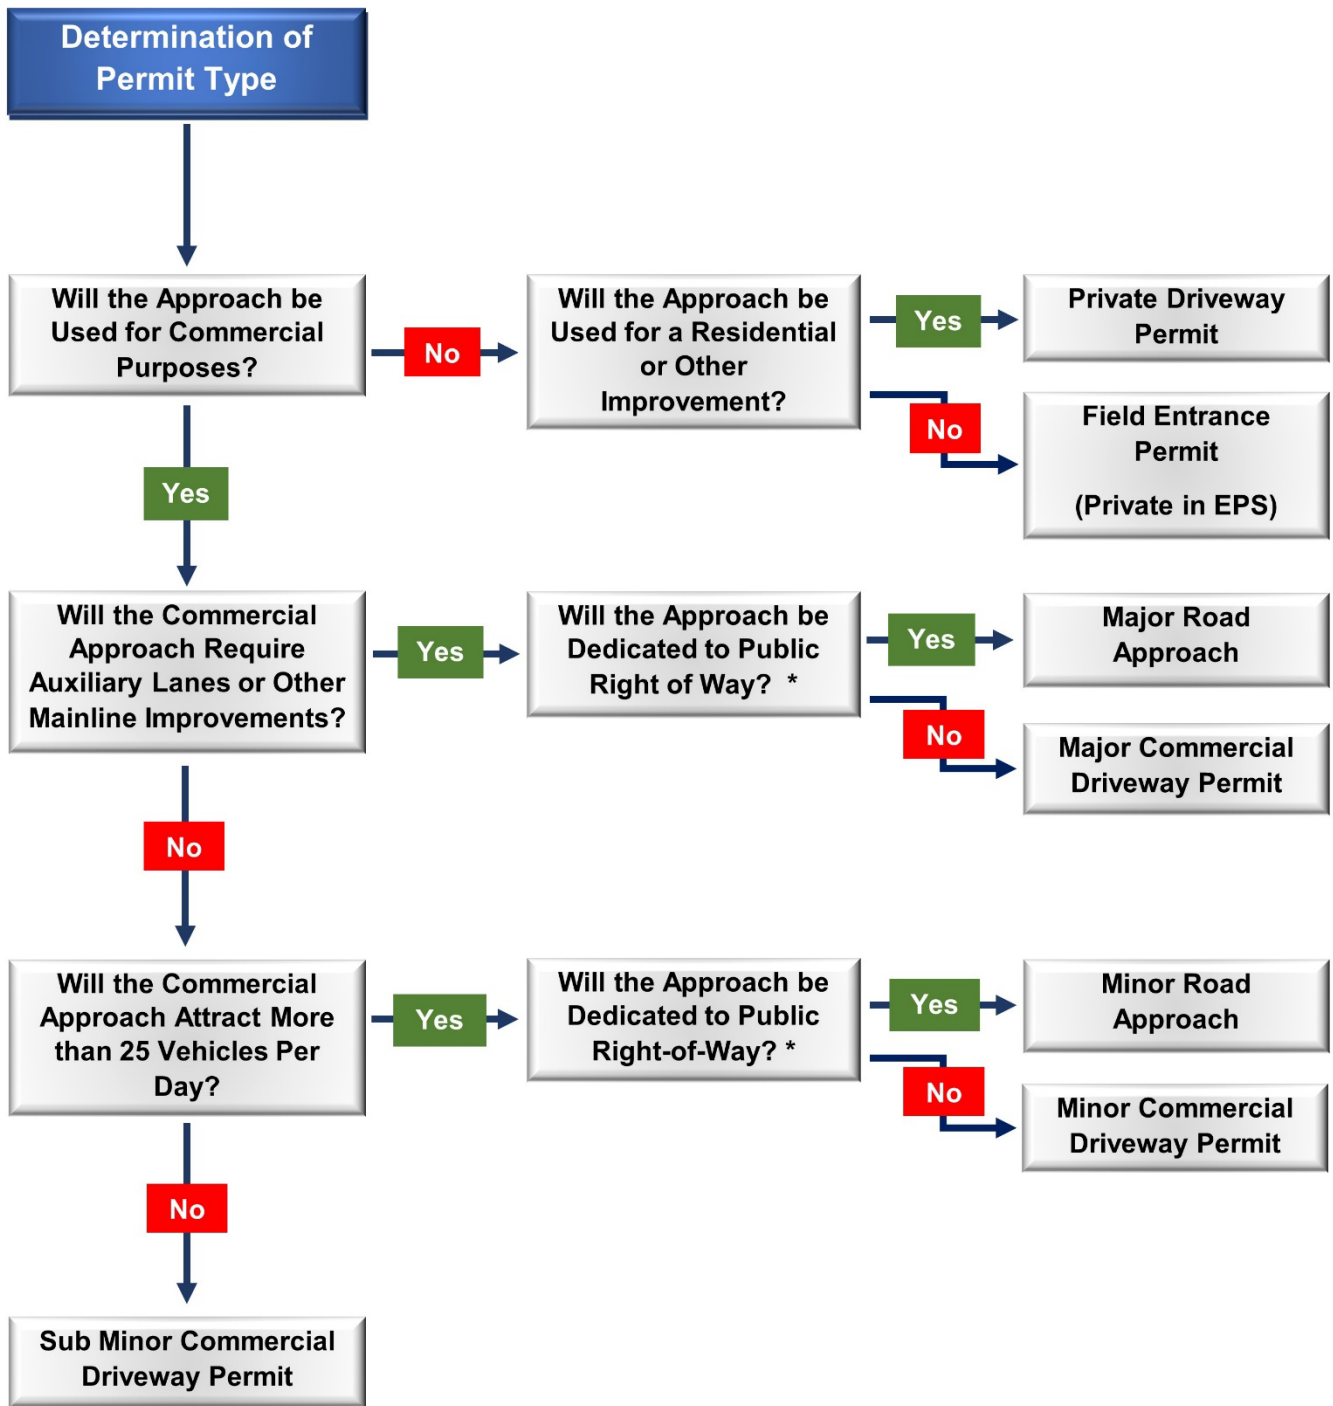 Determination of
Permit Type
Will the Approach be
Used for Commercial
Purposes?
No
Will the Approach be
Used for a Residential
or Other
Improvement?
Yes
Private Driveway
Permit
No
Field Entrance
Permit
(Private in EPS)
Yes
Will the Commercial
Approach Require
Auxiliary Lanes or Other
Mainline Improvements?
Yes
Will the Approach be
Dedicated to Public
Right of Way? *
Yes
Major Road
Approach
No
Major Commercial
Driveway Permit
No
Will the Commercial
Approach Attract More
than 25 Vehicles Per
Day?
Yes
Will the Approach be
Dedicated to Public
Right-of-Way? *
Yes
Minor Road
Approach
No
Minor Commercial
Driveway Permit
No
Sub Minor Commercial
Driveway Permit